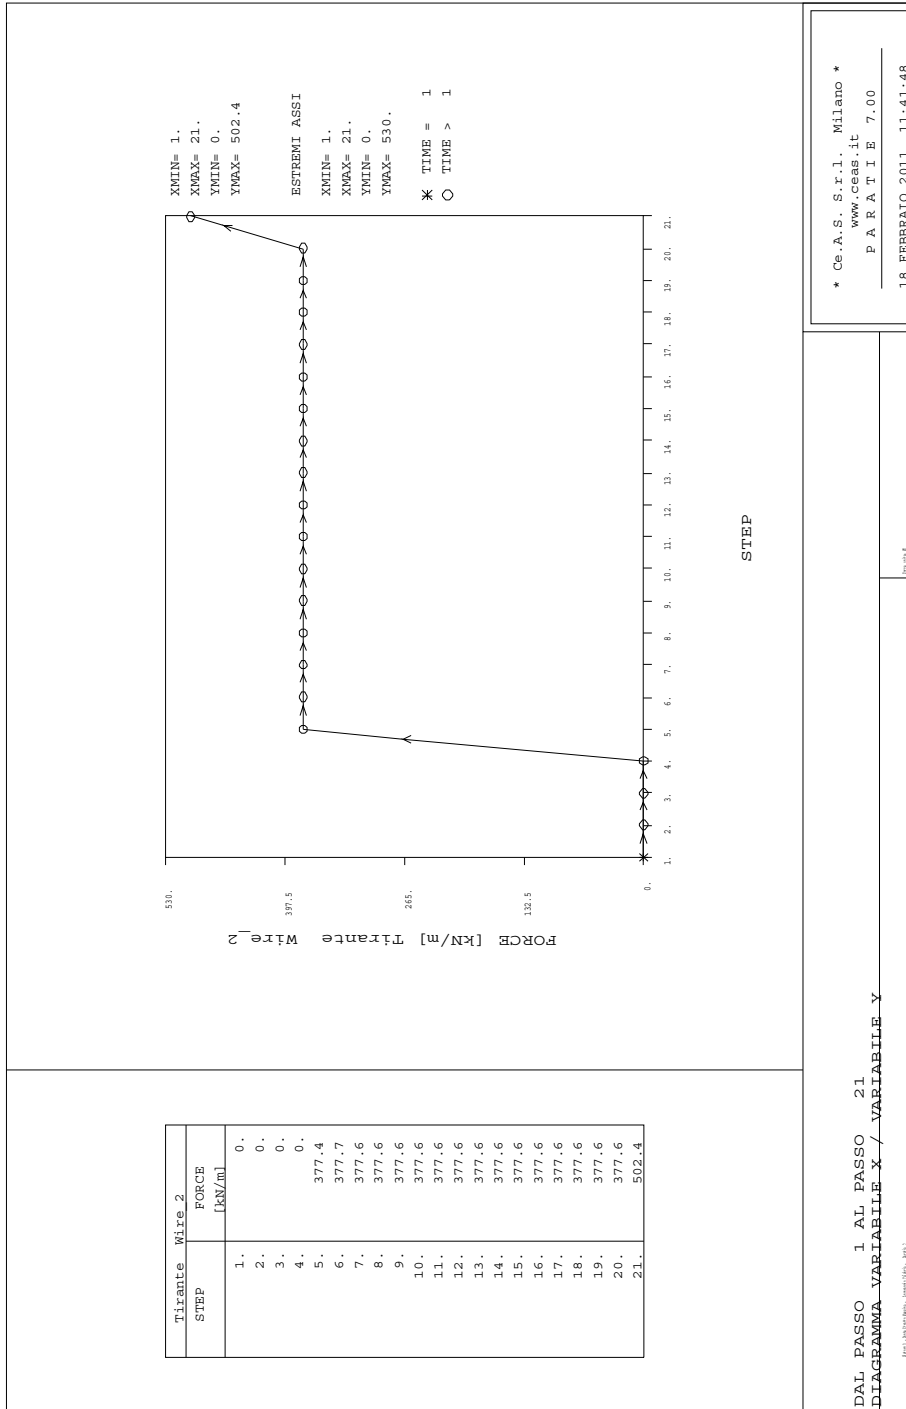 Tirante Wire_2
STEP FORCE
[kN/m]
1. 0.
2. 0.
3. 0.
4. 0.
5. 377.4
6. 377.7
7. 377.6
8. 377.6
9. 377.6
10. 377.6
11. 377.6
12. 377.6
13. 377.6
14. 377.6
15. 377.6
16. 377.6
17. 377.6
18. 377.6
19. 377.6
20. 377.6
21. 502.4
FORCE [kN/m] Tirante Wire_2
530.
397.5
265.
132.5
0.
1. 2. 3. 4. 5. 6. 7. 8. 9. 10. 11. 12. 13. 14. 15. 16. 17. 18. 19. 20. 21.
STEP
XMIN= 1.
XMAX= 21.
YMIN= 0.
YMAX= 502.4
ESTREMI ASSI
XMIN= 1.
XMAX= 21.
YMIN= 0.
YMAX= 530.
TIME = 1
TIME > 1
DAL PASSO 1 AL PASSO 21
DIAGRAMMA VARIABILE X / VARIABILE Y
* Ce.A.S. S.r.l. Milano *
www.ceas.it
P A R A T I E 7.00
18 FEBBRAIO 2011 11:41:48